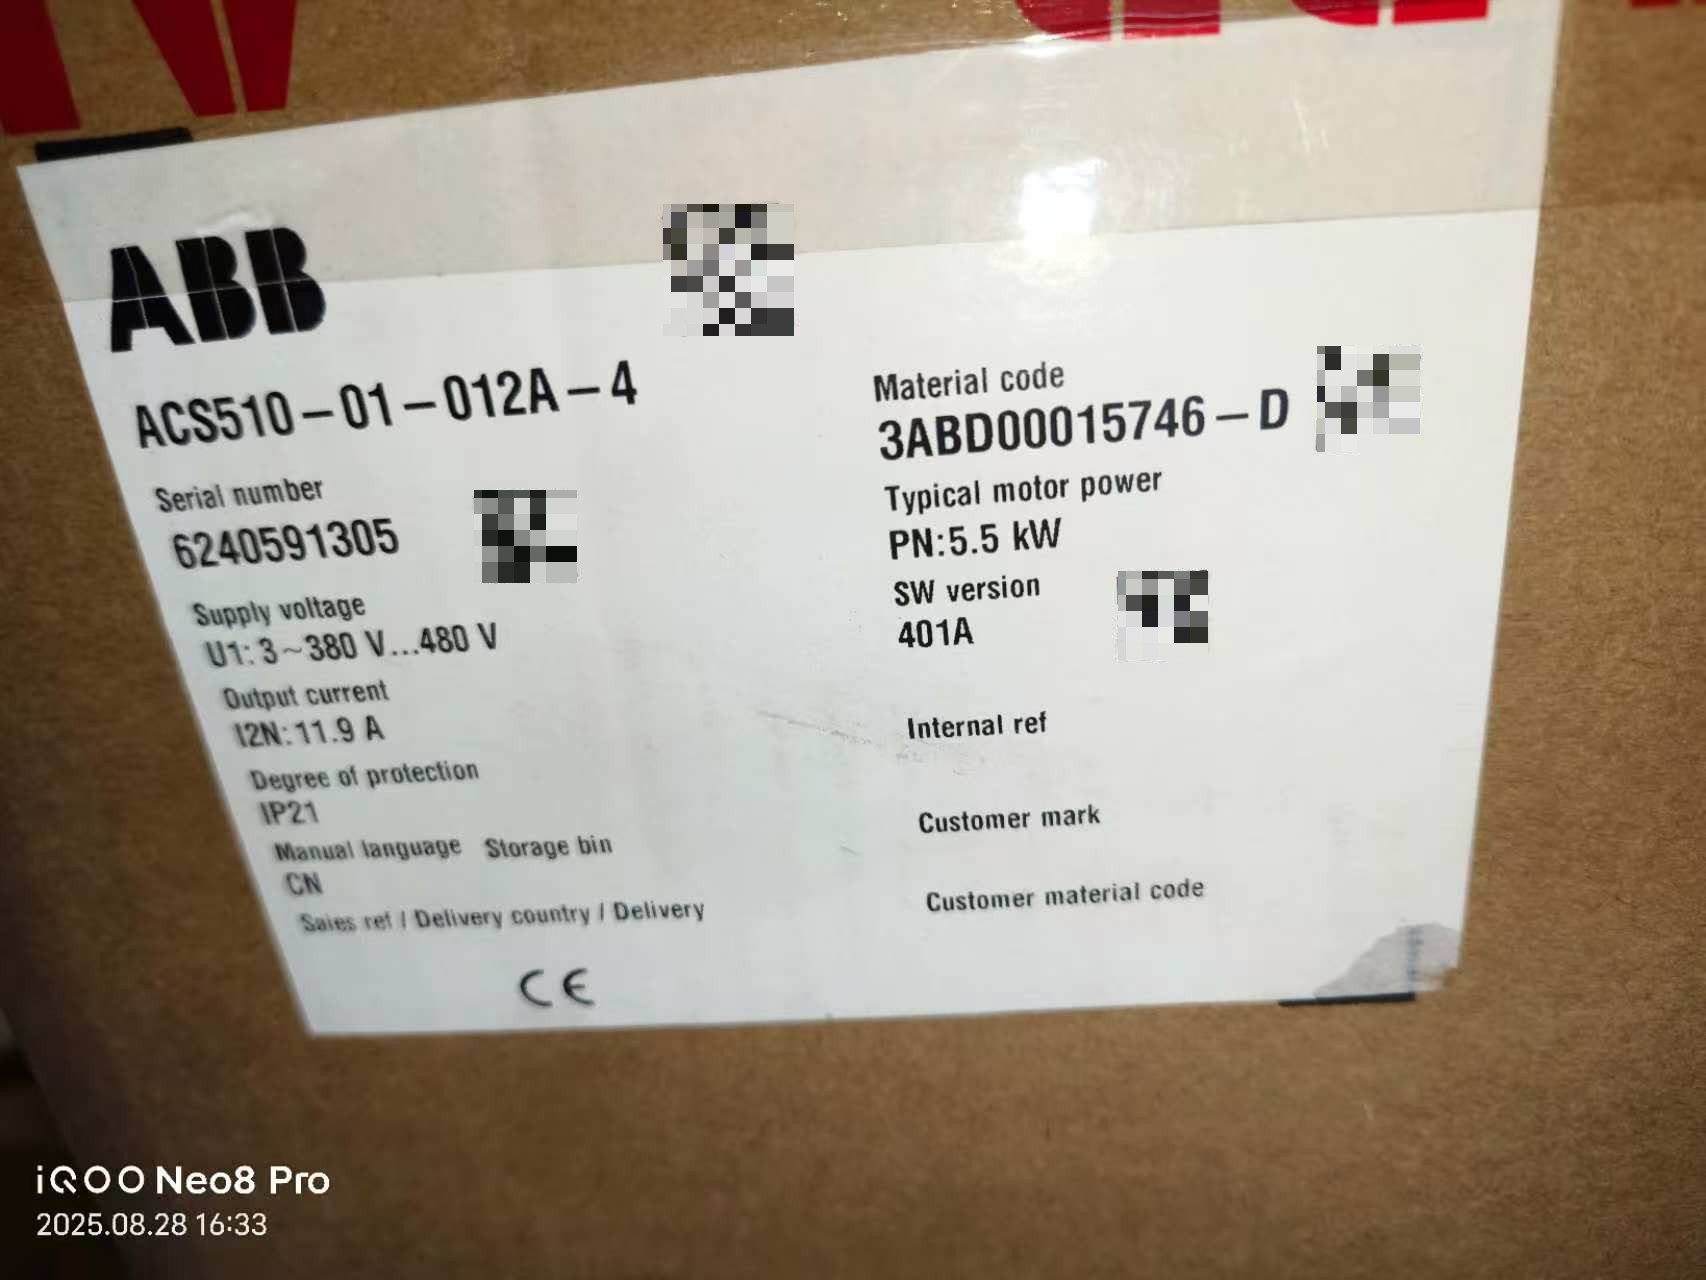 ABB
ACS510-01-012A-4
Serial number
6240591305
Supply voltage
U1: 3~380 V...480 V
Output current
I2N: 11.9 A
Degree of protection
IP21
Manual language Storage bin
CN
Sales ref / Delivery country / Delivery
CE
Material code
3ABD00015746-D
Typical motor power
PN:5.5 kW
SW version
401A
Internal ref
Customer mark
Customer material code
iQOO Neo8 Pro
2025.08.28 16:33